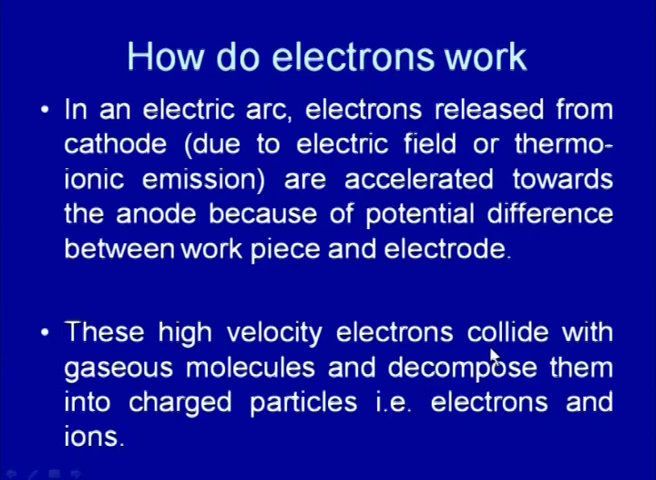 How do electrons work
• In an electric arc, electrons released from
cathode (due to electric field or thermo-
ionic emission) are accelerated towards
the anode because of potential difference
between work piece and electrode.
• These high velocity electrons collide with
gaseous molecules and decompose them
into charged particles i.e. electrons and
ions.